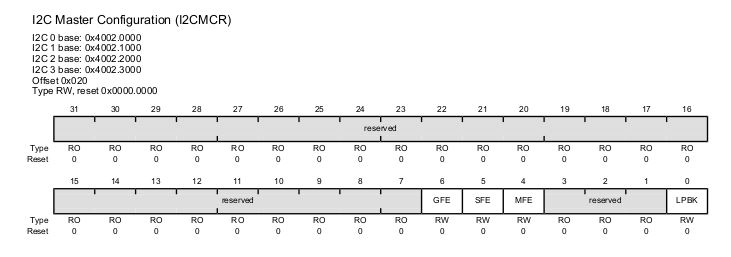 I2C Master Configuration (I2CMCR)
I2C 0 base: 0x4002.0000
I2C 1 base: 0x4002.1000
I2C 2 base: 0x4002.2000
I2C 3 base: 0x4002.3000
Offset 0x020
Type RW, reset 0x0000.0000
31 30 29 28 27 26 25 24 23 22 21 20 19 18 17 16
reserved
Type RO RO RO RO RO RO RO RO RO RO RO RO RO RO RO RO
Reset 0 0 0 0 0 0 0 0 0 0 0 0 0 0 0 0
15 14 13 12 11 10 9 8 7 6 5 4 3 2 1 0
reserved GFE SFE MFE reserved LPBK
Type RO RO RO RO RO RO RO RO RO RW RW RW RO RO RO RW
Reset 0 0 0 0 0 0 0 0 0 0 0 0 0 0 0 0